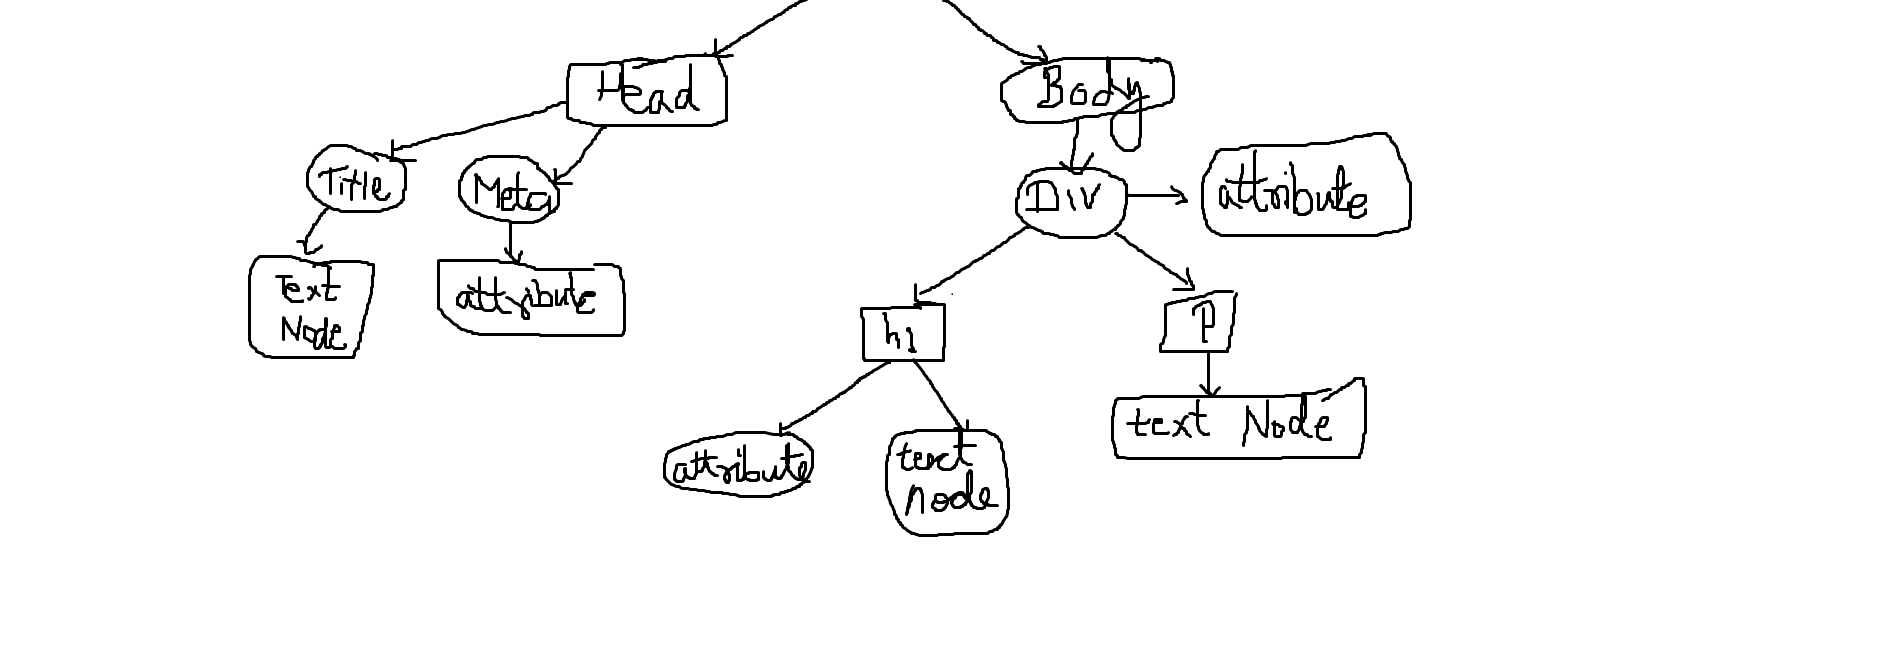 Head
Body
Title
Meta
Div
attribute
Text
Node
attribute
h1
P
attribute
text
Node
text Node